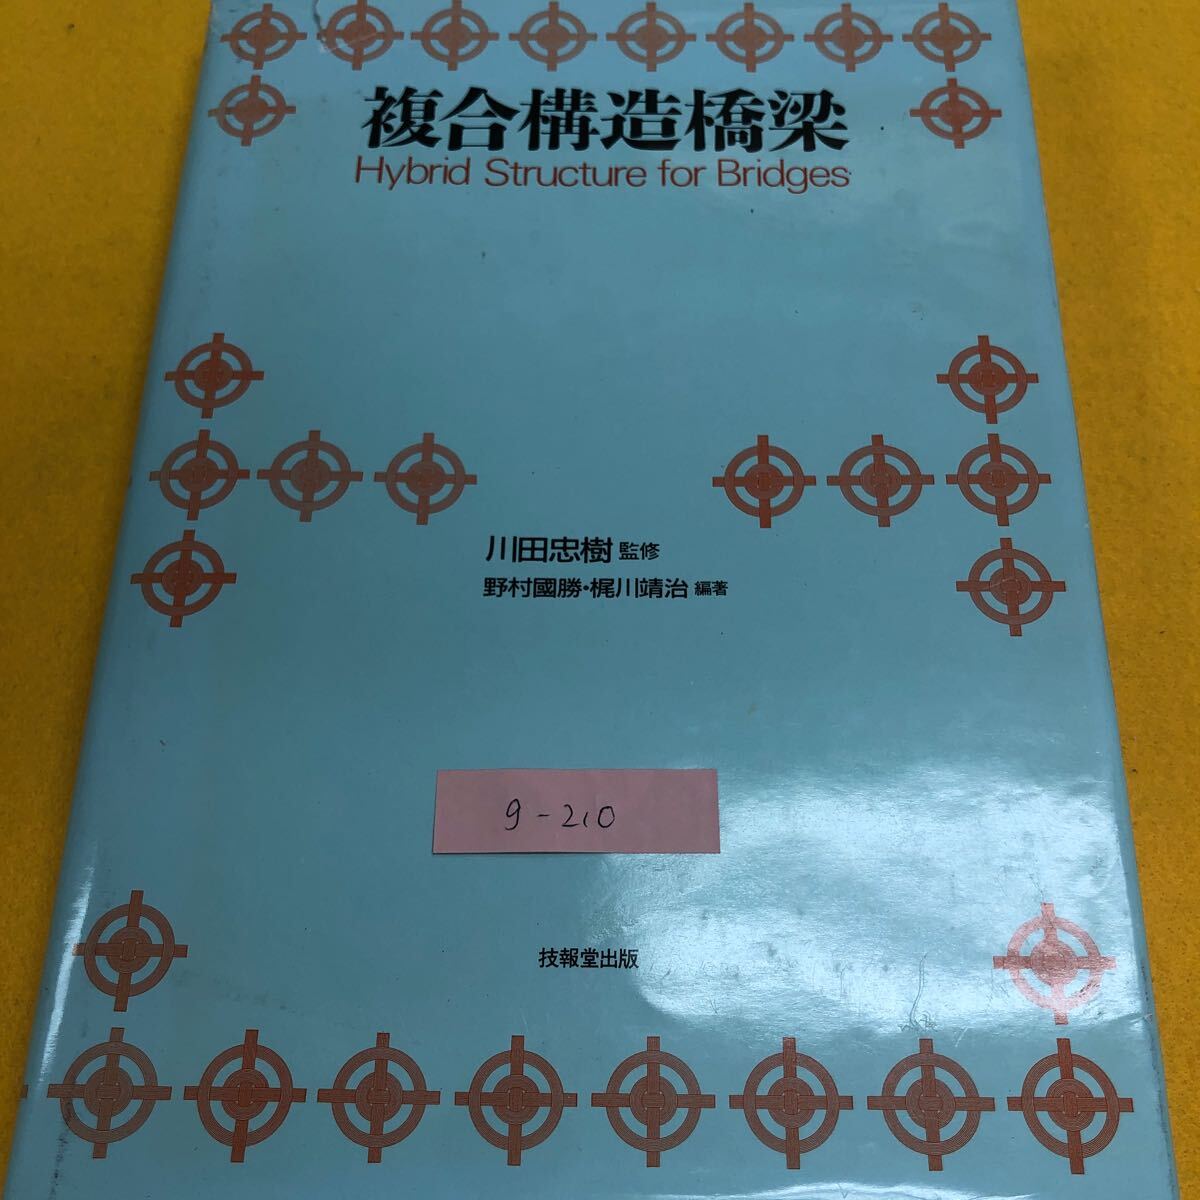 複合構造橋梁
Hybrid Structure for Bridges
川田忠樹 監修
野村國勝・梶川靖治 編著
9-210
技報堂出版